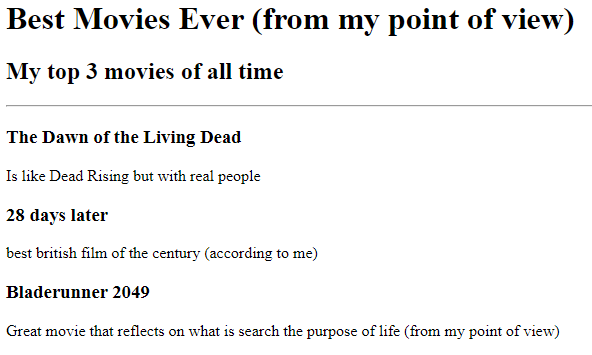 Best Movies Ever (from my point of view)
My top 3 movies of all time
The Dawn of the Living Dead
Is like Dead Rising but with real people
28 days later
best british film of the century (according to me)
Bladerunner 2049
Great movie that reflects on what is search the purpose of life (from my point of view)